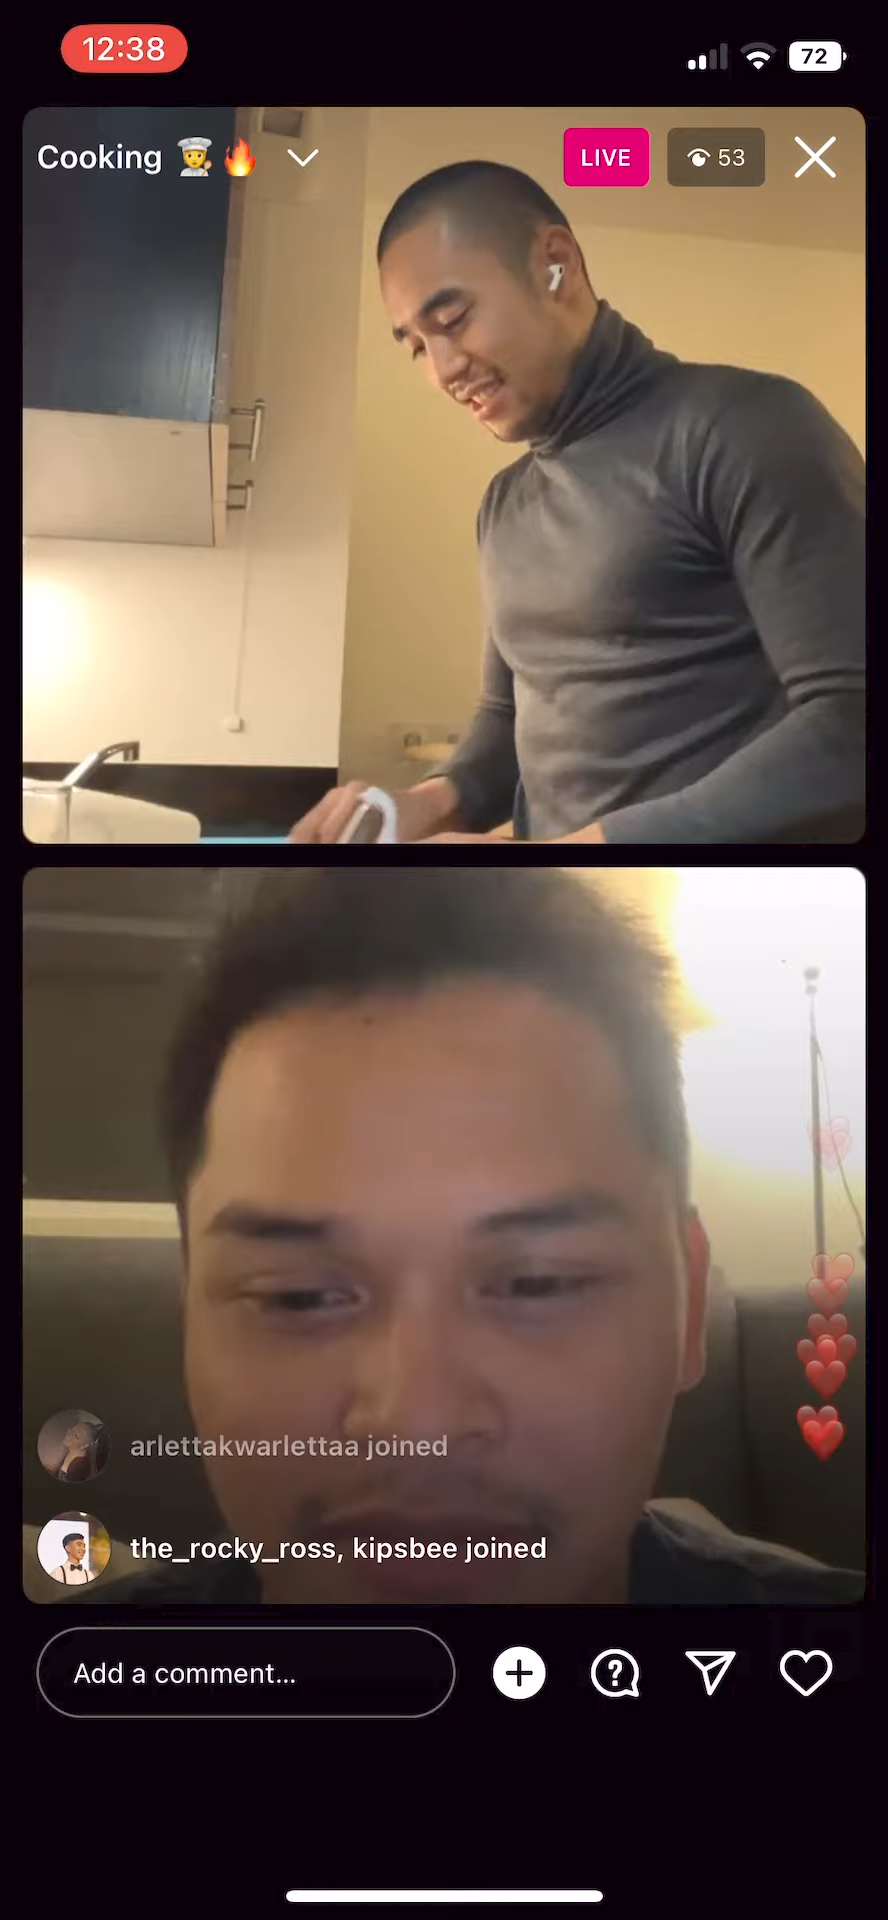 12:38
72
Cooking 👨‍🍳🔥
LIVE
53
arlettakwarlettaa joined
the_rocky_ross, kipsbee joined
Add a comment...